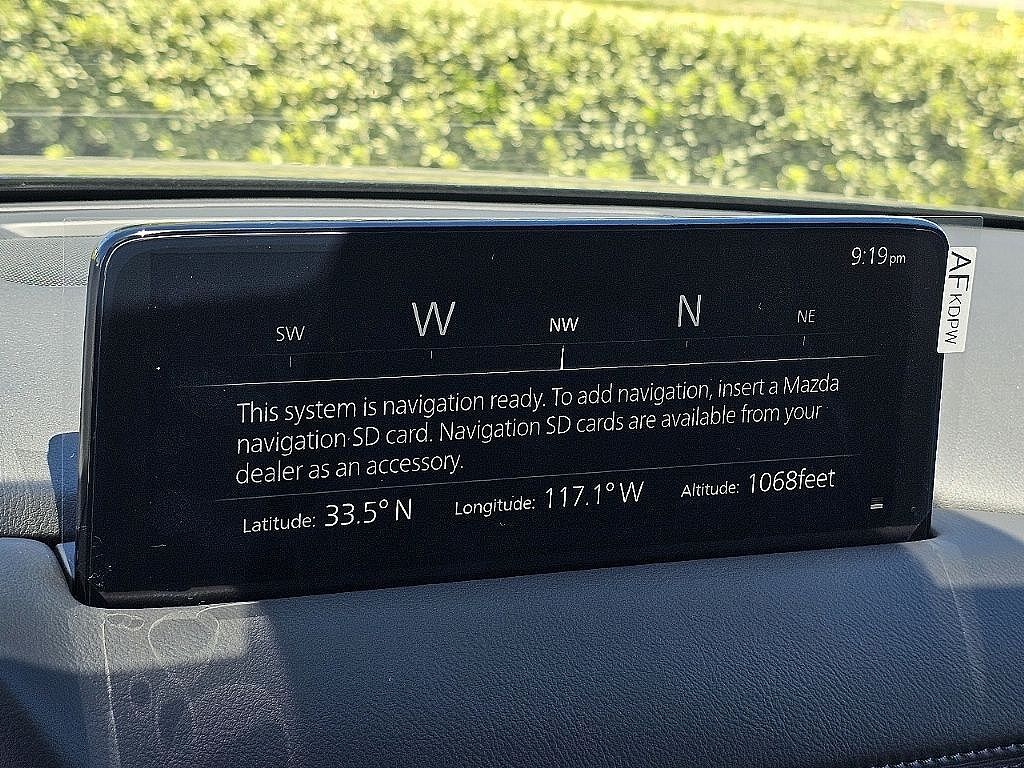 9:19pm
SW W NW N NE
This system is navigation ready. To add navigation, insert a Mazda
navigation SD card. Navigation SD cards are available from your
dealer as an accessory.
Latitude: 33.5° N Longitude: 117.1° W Altitude: 1068feet
AF KDPW